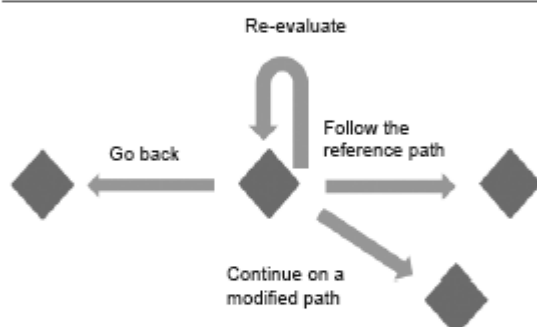 Re-evaluate
Go back
Follow the
reference path
Continue on a
modified path